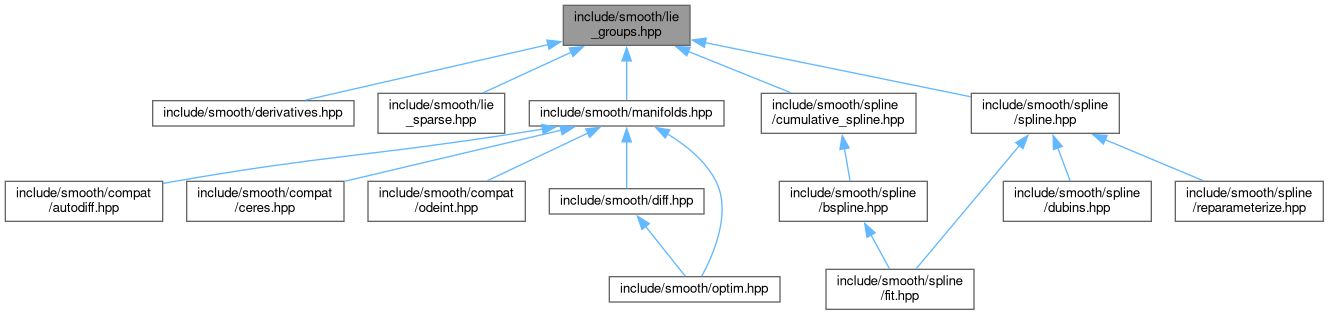 include/smooth/lie
_groups.hpp
include/smooth/derivatives.hpp
include/smooth/lie
_sparse.hpp
include/smooth/manifolds.hpp
include/smooth/spline
/cumulative_spline.hpp
include/smooth/spline
/spline.hpp
include/smooth/compat
/autodiff.hpp
include/smooth/compat
/ceres.hpp
include/smooth/compat
/odeint.hpp
include/smooth/diff.hpp
include/smooth/spline
/bspline.hpp
include/smooth/spline
/dubins.hpp
include/smooth/spline
/reparameterize.hpp
include/smooth/optim.hpp
include/smooth/spline
/fit.hpp